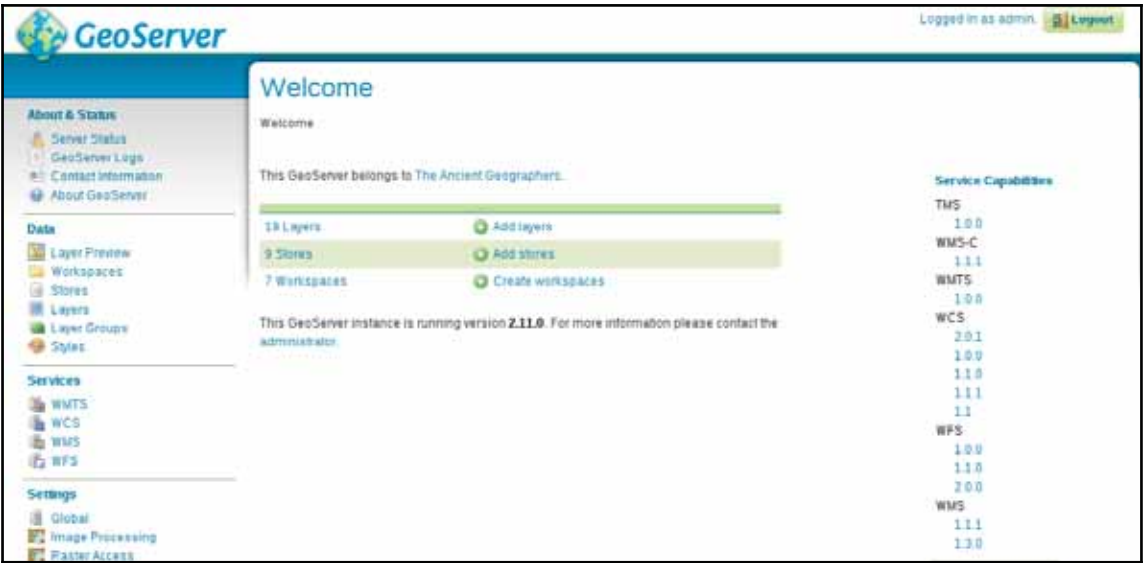 GeoServer
Logged in as admin.
Logout
About & Status
Server Status
GeoServer Logs
Contact Information
About GeoServer
Data
Layer Preview
Workspaces
Stores
Layers
Layer Groups
Styles
Services
WMTS
WCS
WMS
WFS
Settings
Global
Image Processing
Raster Access
Welcome
Welcome
This GeoServer belongs to The Ancient Geographers.
19 Layers Add layers
9 Stores Add stores
7 Workspaces Create workspaces
This GeoServer instance is running version 2.11.0. For more information please contact the
administrator.
Service Capabilities
TMS
1.0.0
WMS-C
1.1.1
WMTS
1.0.0
WCS
2.0.1
1.0.0
1.1.0
1.1.1
1.1
WFS
1.0.0
1.1.0
2.0.0
WMS
1.1.1
1.3.0